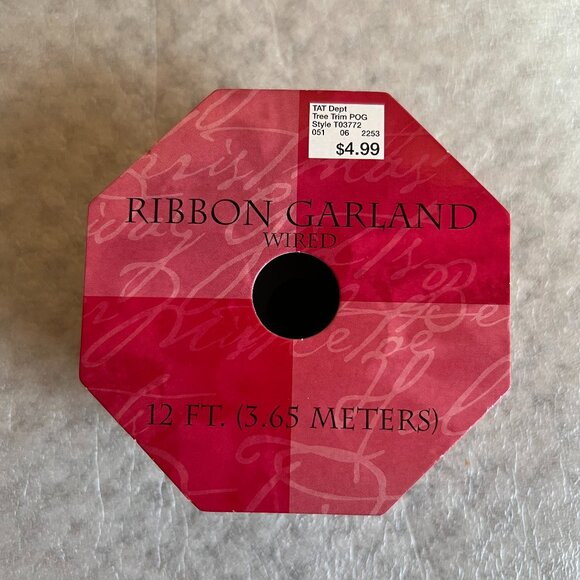 TAT Dept
Tree Trim POG
Style T03772
051 06 2253
$4.99
RIBBON GARLAND
WIRED
12 FT. (3.65 METERS)